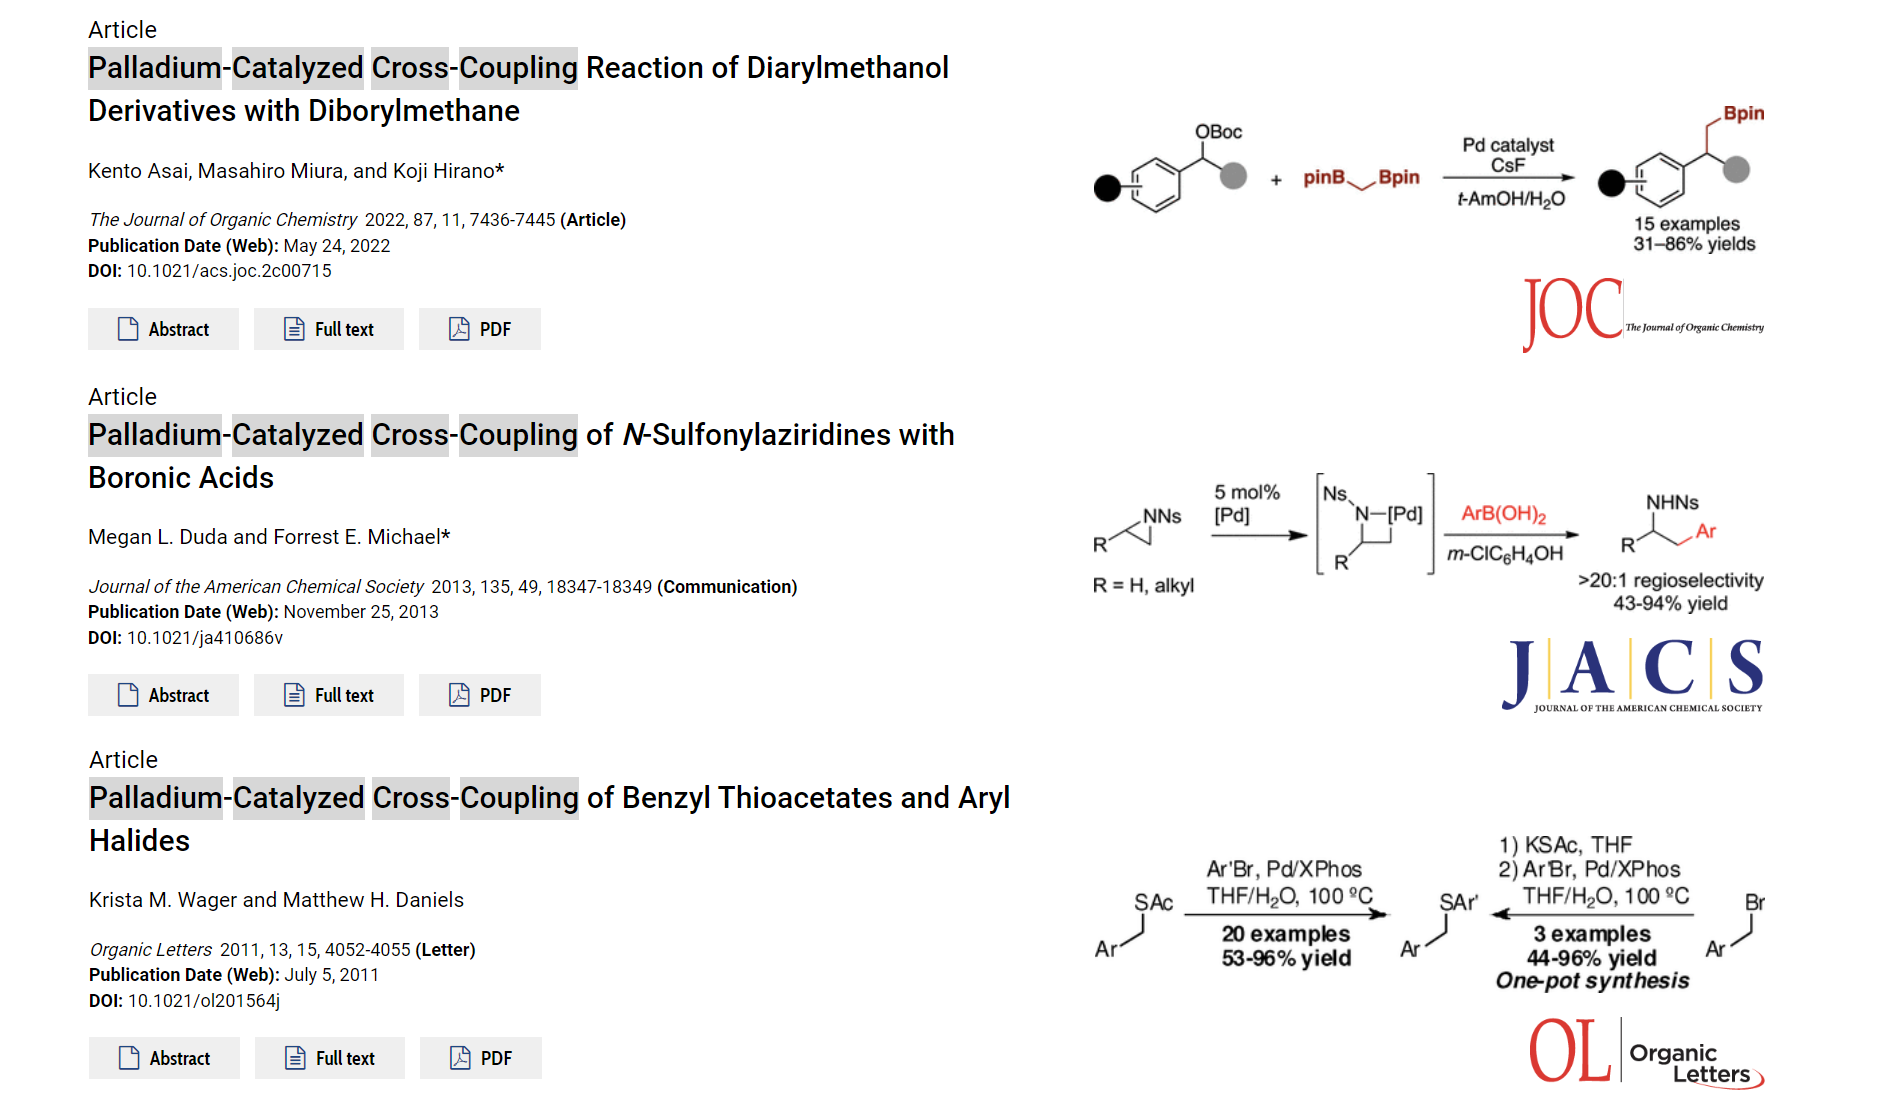 Article
Palladium-Catalyzed Cross-Coupling Reaction of Diarylmethanol
Derivatives with Diborylmethane
Kento Asai, Masahiro Miura, and Koji Hirano*
The Journal of Organic Chemistry 2022, 87, 11, 7436-7445 (Article)
Publication Date (Web): May 24, 2022
DOI: 10.1021/acs.joc.2c00715
Abstract
Full text
PDF
OBoc
+
pinB
Bpin
Pd catalyst
CsF
t-AmOH/H₂O
Bpin
15 examples
31–86% yields
JOC
The Journal of Organic Chemistry
Article
Palladium-Catalyzed Cross-Coupling of N-Sulfonylaziridines with
Boronic Acids
Megan L. Duda and Forrest E. Michael*
Journal of the American Chemical Society 2013, 135, 49, 18347-18349 (Communication)
Publication Date (Web): November 25, 2013
DOI: 10.1021/ja410686v
Abstract
Full text
PDF
NNs
R
R = H, alkyl
5 mol%
[Pd]
Ns
N–[Pd]
R
ArB(OH)₂
m-ClC₆H₄OH
NHNs
R
Ar
>20:1 regioselectivity
43-94% yield
J|A|C|S
JOURNAL OF THE AMERICAN CHEMICAL SOCIETY
Article
Palladium-Catalyzed Cross-Coupling of Benzyl Thioacetates and Aryl
Halides
Krista M. Wager and Matthew H. Daniels
Organic Letters 2011, 13, 15, 4052-4055 (Letter)
Publication Date (Web): July 5, 2011
DOI: 10.1021/ol201564j
Abstract
Full text
PDF
SAc
Ar
Ar'Br, Pd/XPhos
THF/H₂O, 100 ºC
20 examples
53-96% yield
SAr'
Ar
1) KSAc, THF
2) Ar'Br, Pd/XPhos
THF/H₂O, 100 ºC
3 examples
44-96% yield
One-pot synthesis
Br
Ar
OL
Organic
Letters